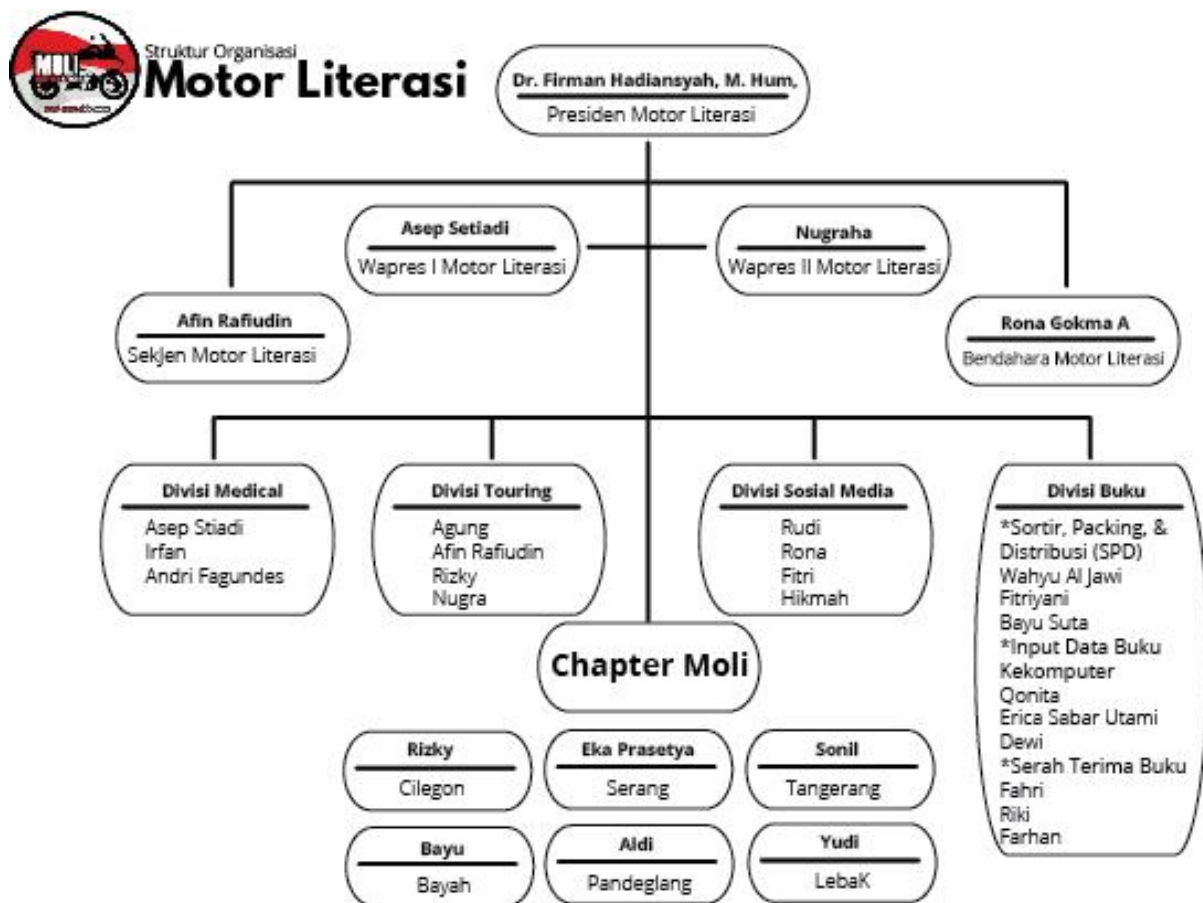 MOLI
Struktur Organisasi
Motor Literasi
Dr. Firman Hadiansyah, M. Hum,
Presiden Motor Literasi
Asep Setiadi
Wapres I Motor Literasi
Nugraha
Wapres II Motor Literasi
Afin Rafiudin
SekJen Motor Literasi
Rona Gokma A
Bendahara Motor Literasi
Divisi Medical
Asep Stiadi
Irfan
Andri Fagundes
Divisi Touring
Agung
Afin Rafiudin
Rizky
Nugra
Divisi Sosial Media
Rudi
Rona
Fitri
Hikmah
Divisi Buku
*Sortir, Packing, &
Distribusi (SPD)
Wahyu Al Jawi
Fitriyani
Bayu Suta
*Input Data Buku
Kekomputer
Qonita
Erica Sabar Utami
Dewi
*Serah Terima Buku
Fahri
Riki
Farhan
Chapter Moli
Rizky
Cilegon
Eka Prasetya
Serang
Sonil
Tangerang
Bayu
Bayah
Aldi
Pandeglang
Yudi
LebaK